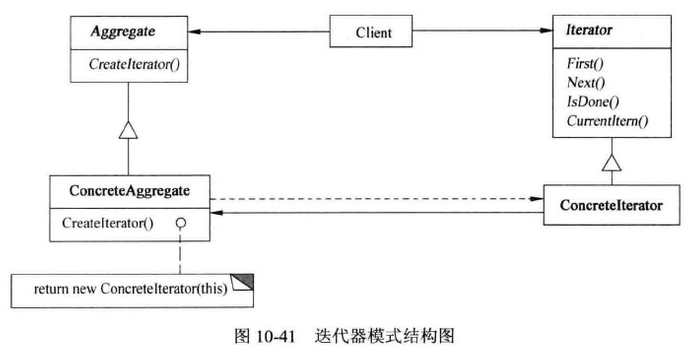 Aggregate
CreateIterator()
Client
Iterator
First()
Next()
IsDone()
CurrentItern()
ConcreteAggregate
CreateIterator()
ConcreteIterator
return new ConcreteIterator(this)
图 10-41 迭代器模式结构图